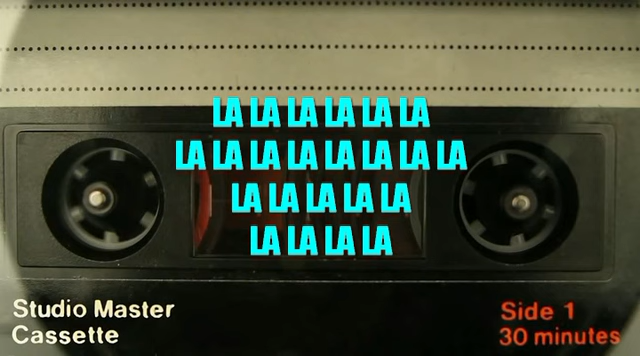 LA LA LA LA LA LA
LA LA LA LA LA LA LA LA
LA LA LA LA LA
LA LA LA LA
Studio Master
Cassette
Side 1
30 minutes